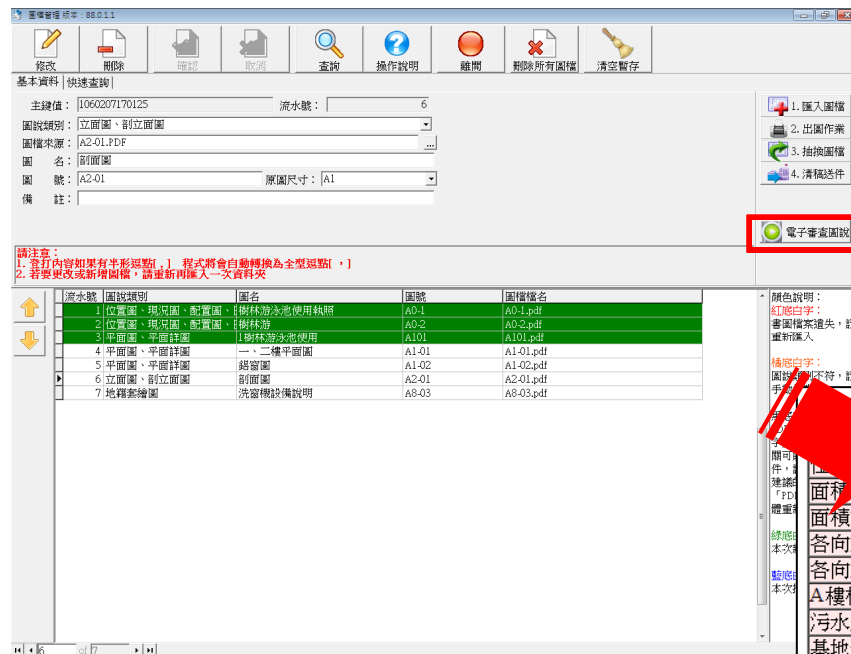 圖檔管理 版本：88.0.1.1
修改 刪除 確認 取消 查詢 操作說明 離開 刪除所有圖檔 清空暫存
基本資料 快速查詢
主鍵值： 1060207170125 流水號： 6
圖說類別： 立面圖、剖立面圖
圖檔來源： A2-01.PDF ...
圖 名： 剖面圖
圖 號： A2-01 原圖尺寸： A1
備 註：
1. 匯入圖檔
2. 出圖作業
3. 抽換圖檔
4. 清稿送件
電子審查圖說
請注意：
1. 登打內容如果有半形逗點[ , ] 程式將會自動轉換為全型逗點[ ，]
2. 若要更改或新增圖檔，請重新再匯入一次資料夾
流水號 圖說類別 圖名 圖號 圖檔檔名
1 位置圖、現況圖、配置圖、 樹林游泳池使用執照 A0-1 A0-1.pdf
2 位置圖、現況圖、配置圖、 樹林游 A0-2 A0-2.pdf
3 平面圖、平面詳圖 1樹林游泳池使用 A101 A101.pdf
4 平面圖、平面詳圖 一、二樓平面圖 A1-01 A1-01.pdf
5 平面圖、平面詳圖 鋁窗圖 A1-02 A1-02.pdf
6 立面圖、剖立面圖 剖面圖 A2-01 A2-01.pdf
7 地籍套繪圖 洗窗機設備說明 A8-03 A8-03.pdf
顏色說明：
紅底白字：
書圖檔案遺失，
重新匯入
橘底白字：
不符，
關可
件，
建議
「PD
體重
綠底
本次
藍底
本次
面積
面積
各向
各向
A樓
污水
基地
6 of 7